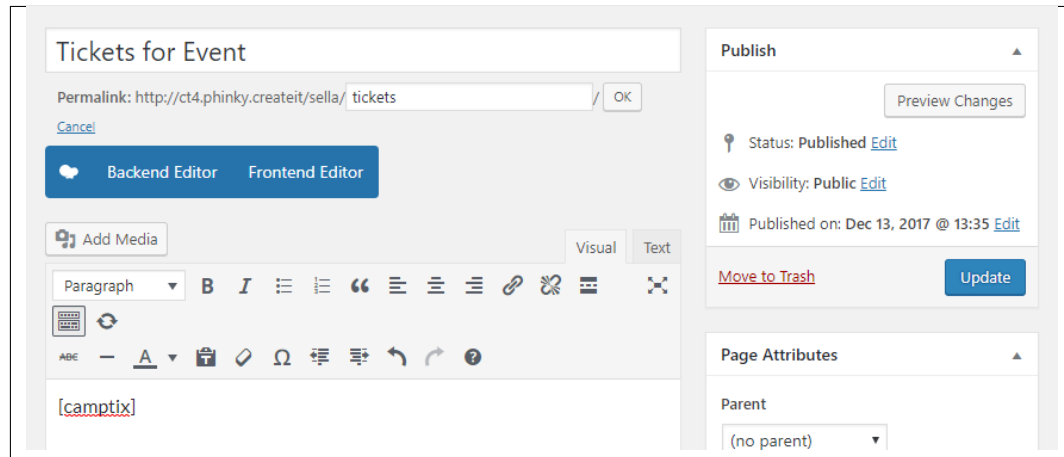 Tickets for Event
Permalink: http://ct4.phinky.createit/sella/ tickets / OK
Cancel
Backend Editor Frontend Editor
Add Media
Visual Text
Paragraph B I
ABE A Ω
[camptix]
Publish
Preview Changes
Status: Published Edit
Visibility: Public Edit
Published on: Dec 13, 2017 @ 13:35 Edit
Move to Trash Update
Page Attributes
Parent
(no parent)